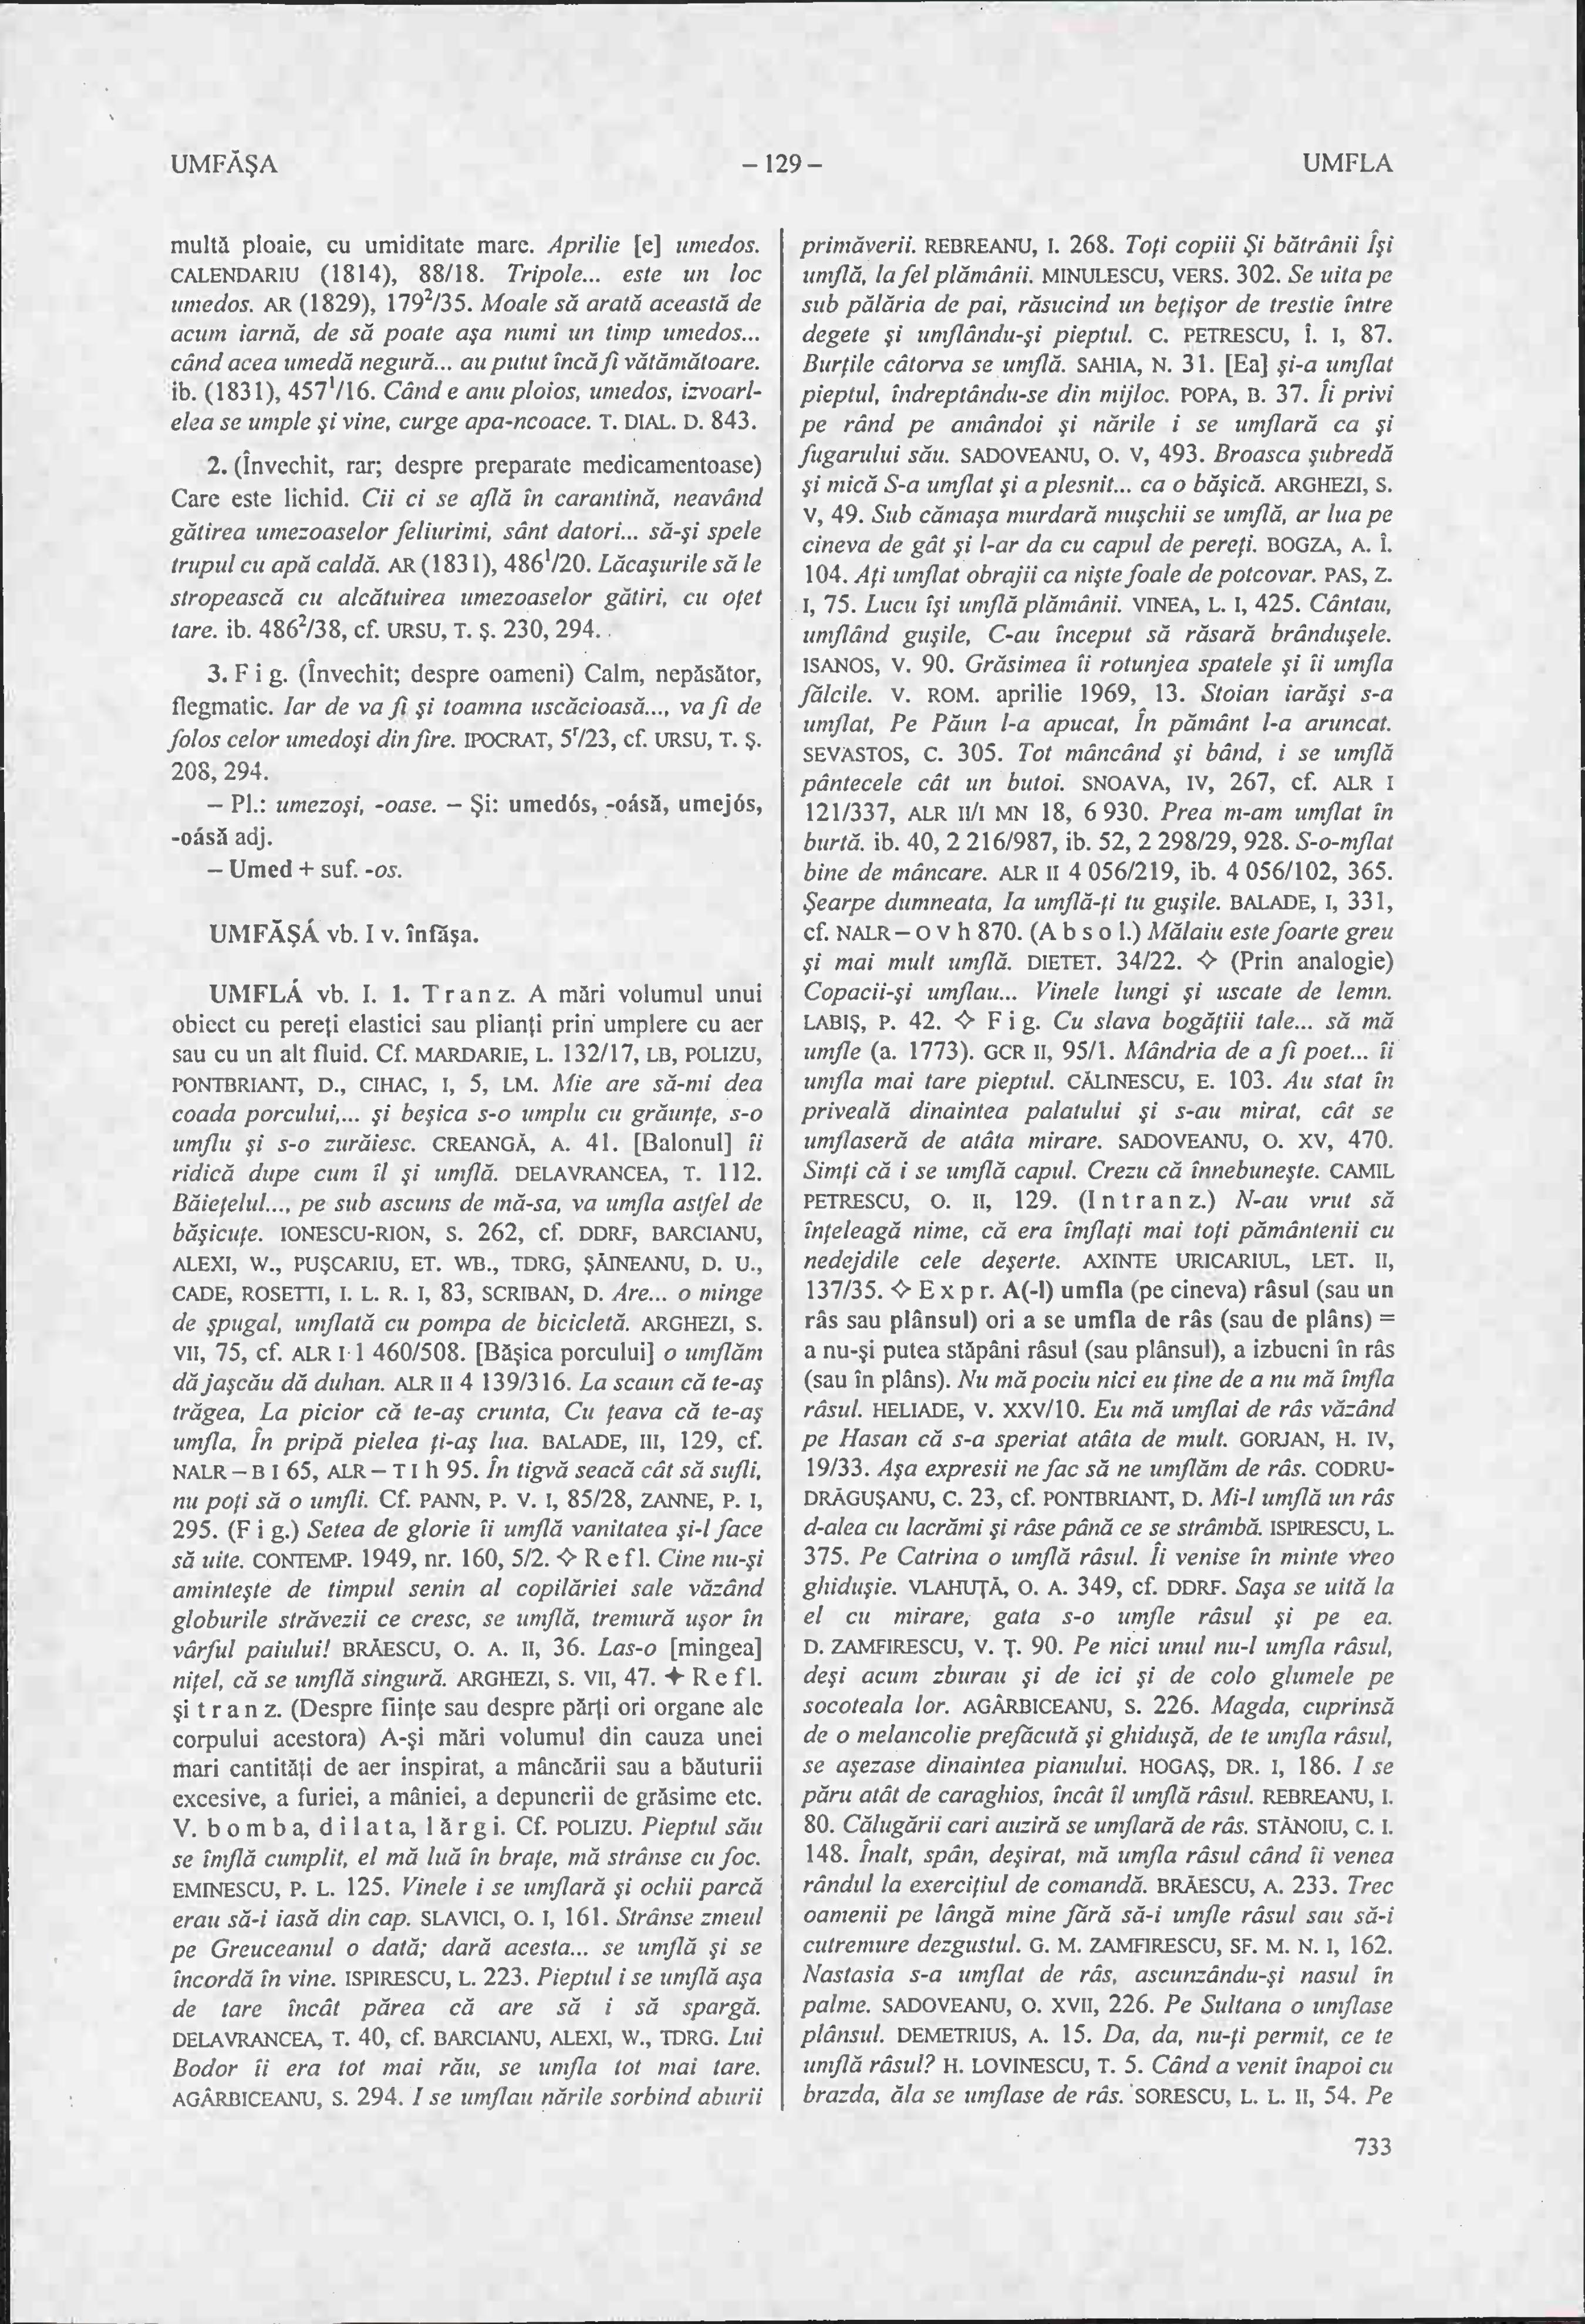 UMFĂŞA
– 129 –
UMFLA
multă ploaie, cu umiditate mare. Aprilie [e] umedos.
CALENDARIU (1814), 88/18. Tripole... este un loc
umedos. AR (1829), 179²/35. Moale să arată această de
acum iarnă, de să poate aşa numi un timp umedos...
când acea umedă negură... au putut încă fi vătămătoare.
ib. (1831), 457¹/16. Când e anu ploios, umedos, izvoarl-
elea se umple şi vine, curge apa-ncoace. T. DIAL. D. 843.
2. (Învechit, rar; despre preparate medicamentoase)
Care este lichid. Cii ci se află în carantină, neavând
gătirea umezoaselor feliurimi, sânt datori... să-şi spele
trupul cu apă caldă. AR (1831), 486¹/20. Lăcaşurile să le
stropească cu alcătuirea umezoaselor gătiri, cu oţet
tare. ib. 486²/38, cf. URSU, T. Ş. 230, 294.
3. F i g. (Învechit; despre oameni) Calm, nepăsător,
flegmatic. Iar de va fi şi toamna uscăcioasă..., va fi de
folos celor umedoşi din fire. IPOCRAT, 5ʳ/23, cf. URSU, T. Ş.
208, 294.
– Pl.: umezoşi, -oase. – Şi: umedós, -oásă, umejós,
-oásă adj.
– Umed + suf. -os.
UMFĂŞÁ vb. I v. înfăşa.
UMFLÁ vb. I. 1. T r a n z. A mări volumul unui
obiect cu pereţi elastici sau plianţi prin umplere cu aer
sau cu un alt fluid. Cf. MARDARIE, L. 132/17, LB, POLIZU,
PONTBRIANT, D., CIHAC, I, 5, LM. Mie are să-mi dea
coada porcului,... şi beşica s-o umplu cu grăunţe, s-o
umflu şi s-o zurăiesc. CREANGĂ, A. 41. [Balonul] îi
ridică dupe cum îl şi umflă. DELAVRANCEA, T. 112.
Băieţelul..., pe sub ascuns de mă-sa, va umfla astfel de
băşicuţe. IONESCU-RION, S. 262, cf. DDRF, BARCIANU,
ALEXI, W., PUŞCARIU, ET. WB., TDRG, ŞĂINEANU, D. U.,
CADE, ROSETTI, I. L. R. I, 83, SCRIBAN, D. Are... o minge
de şpugal, umflată cu pompa de bicicletă. ARGHEZI, S.
VII, 75, cf. ALR I 1 460/508. [Băşica porcului] o umflăm
dă jaşcău dă duhan. ALR II 4 139/316. La scaun că te-aş
trăgea, La picior că te-aş crunta, Cu ţeava că te-aş
umfla, În pripă pielea ţi-aş lua. BALADE, III, 129, cf.
NALR – B I 65, ALR – T I h 95. În tigvă seacă cât să sufli,
nu poţi să o umfli. Cf. PANN, P. V. I, 85/28, ZANNE, P. I,
295. (F i g.) Setea de glorie îi umflă vanitatea şi-l face
să uite. CONTEMP. 1949, nr. 160, 5/2. ◇ R e f l. Cine nu-şi
aminteşte de timpul senin al copilăriei sale văzând
globurile străvezii ce cresc, se umflă, tremură uşor în
vârful paiului! BRĂESCU, O. A. II, 36. Las-o [mingea]
niţel, că se umflă singură. ARGHEZI, S. VII, 47. ✦ R e f l.
şi t r a n z. (Despre fiinţe sau despre părţi ori organe ale
corpului acestora) A-şi mări volumul din cauza unei
mari cantităţi de aer inspirat, a mâncării sau a băuturii
excesive, a furiei, a mâniei, a depunerii de grăsime etc.
V. b o m b a, d i l a t a, l ă r g i. Cf. POLIZU. Pieptul său
se îmflă cumplit, el mă luă în braţe, mă strânse cu foc.
EMINESCU, P. L. 125. Vinele i se umflară şi ochii parcă
erau să-i iasă din cap. SLAVICI, O. I, 161. Strânse zmeul
pe Greuceanul o dată; dară acesta... se umflă şi se
încordă în vine. ISPIRESCU, L. 223. Pieptul i se umflă aşa
de tare încât părea că are să i să spargă.
DELAVRANCEA, T. 40, cf. BARCIANU, ALEXI, W., TDRG. Lui
Bodor îi era tot mai rău, se umfla tot mai tare.
AGÂRBICEANU, S. 294. I se umflau nările sorbind aburii
primăverii. REBREANU, I. 268. Toţi copiii Şi bătrânii Îşi
umflă, la fel plămânii. MINULESCU, VERS. 302. Se uita pe
sub pălăria de pai, răsucind un beţişor de trestie între
degete şi umflându-şi pieptul. C. PETRESCU, Î. I, 87.
Burţile câtorva se umflă. SAHIA, N. 31. [Ea] şi-a umflat
pieptul, îndreptându-se din mijloc. POPA, B. 37. Îi privi
pe rând pe amândoi şi nările i se umflară ca şi
fugarului său. SADOVEANU, O. V, 493. Broasca şubredă
şi mică S-a umflat şi a plesnit... ca o băşică. ARGHEZI, S.
V, 49. Sub cămaşa murdară muşchii se umflă, ar lua pe
cineva de gât şi l-ar da cu capul de pereţi. BOGZA, A. Î.
104. Aţi umflat obrajii ca nişte foale de potcovar. PAS, Z.
I, 75. Lucu îşi umflă plămânii. VINEA, L. I, 425. Cântau,
umflând guşile, C-au început să răsară brânduşele.
ISANOS, V. 90. Grăsimea îi rotunjea spatele şi îi umfla
fălcile. V. ROM. aprilie 1969, 13. Stoian iarăşi s-a
umflat, Pe Păun l-a apucat, În pământ l-a aruncat.
SEVASTOS, C. 305. Tot mâncând şi bând, i se umflă
pântecele cât un butoi. SNOAVA, IV, 267, cf. ALR I
121/337, ALR II/I MN 18, 6 930. Prea m-am umflat în
burtă. ib. 40, 2 216/987, ib. 52, 2 298/29, 928. S-o-mflat
bine de mâncare. ALR II 4 056/219, ib. 4 056/102, 365.
Şearpe dumneata, Ia umflă-ţi tu guşile. BALADE, I, 331,
cf. NALR – O V h 870. (A b s o l.) Mălaiu este foarte greu
şi mai mult umflă. DIETET. 34/22. ◇ (Prin analogie)
Copacii-şi umflau... Vinele lungi şi uscate de lemn.
LABIŞ, P. 42. ◇ F i g. Cu slava bogăţiii tale... să mă
umfle (a. 1773). GCR II, 95/1. Mândria de a fi poet... îi
umfla mai tare pieptul. CĂLINESCU, E. 103. Au stat în
priveală dinaintea palatului şi s-au mirat, cât se
umflaseră de atâta mirare. SADOVEANU, O. XV, 470.
Simţi că i se umflă capul. Crezu că înnebuneşte. CAMIL
PETRESCU, O. II, 129. (I n t r a n z.) N-au vrut să
înţeleagă nime, că era îmflaţi mai toţi pământenii cu
nedejdile cele deşerte. AXINTE URICARIUL, LET. II,
137/35. ◇ E x p r. A(-l) umfla (pe cineva) râsul (sau un
râs sau plânsul) ori a se umfla de râs (sau de plâns) =
a nu-şi putea stăpâni râsul (sau plânsul), a izbucni în râs
(sau în plâns). Nu mă pociu nici eu ţine de a nu mă îmfla
râsul. HELIADE, V. XXV/10. Eu mă umflai de râs văzând
pe Hasan că s-a speriat atâta de mult. GORJAN, H. IV,
19/33. Aşa expresii ne fac să ne umflăm de râs. CODRU-
DRĂGUŞANU, C. 23, cf. PONTBRIANT, D. Mi-l umflă un râs
d-alea cu lacrămi şi râse până ce se strâmbă. ISPIRESCU, L.
375. Pe Catrina o umflă râsul. Îi venise în minte vreo
ghiduşie. VLAHUŢĂ, O. A. 349, cf. DDRF. Saşa se uită la
el cu mirare, gata s-o umfle râsul şi pe ea.
D. ZAMFIRESCU, V. Ţ. 90. Pe nici unul nu-l umfla râsul,
deşi acum zburau şi de ici şi de colo glumele pe
socoteala lor. AGÂRBICEANU, S. 226. Magda, cuprinsă
de o melancolie prefăcută şi ghiduşă, de te umfla râsul,
se aşezase dinaintea pianului. HOGAŞ, DR. I, 186. I se
păru atât de caraghios, încât îl umflă râsul. REBREANU, I.
80. Călugării cari auziră se umflară de râs. STĂNOIU, C. I.
148. Înalt, spân, deşirat, mă umfla râsul când îi venea
rândul la exerciţiul de comandă. BRĂESCU, A. 233. Trec
oamenii pe lângă mine fără să-i umfle râsul sau să-i
cutremure dezgustul. G. M. ZAMFIRESCU, SF. M. N. I, 162.
Nastasia s-a umflat de râs, ascunzându-şi nasul în
palme. SADOVEANU, O. XVII, 226. Pe Sultana o umflase
plânsul. DEMETRIUS, A. 15. Da, da, nu-ţi permit, ce te
umflă râsul? H. LOVINESCU, T. 5. Când a venit înapoi cu
brazda, ăla se umflase de râs. SORESCU, L. L. II, 54. Pe
733